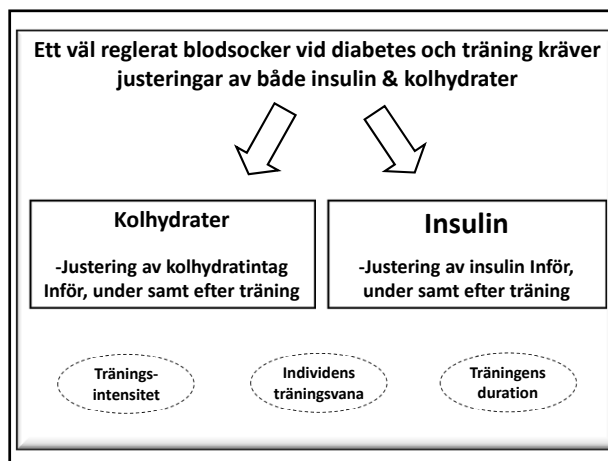 Ett väl reglerat blodsocker vid diabetes och träning kräver
justeringar av både insulin & kolhydrater
Kolhydrater
-Justering av kolhydratintag
Inför, under samt efter träning
Insulin
-Justering av insulin Inför,
under samt efter träning
Tränings-
intensitet
Individens
träningsvana
Träningens
duration